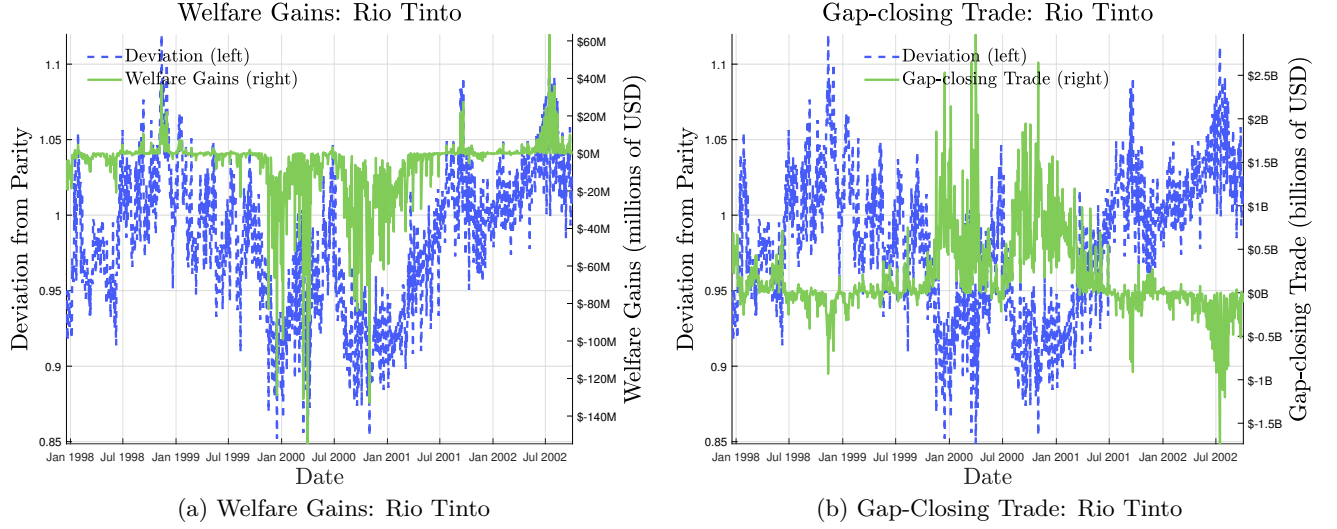 Welfare Gains: Rio Tinto
Deviation (left)
Welfare Gains (right)
1.1
1.05
1
0.95
0.9
0.85
Deviation from Parity
$60M
$40M
$20M
$0M
-$20M
-$40M
-$60M
-$80M
-$100M
-$120M
-$140M
Welfare Gains (millions of USD)
Jan 1998 Jul 1998 Jan 1999 Jul 1999 Jan 2000 Jul 2000 Jan 2001 Jul 2001 Jan 2002 Jul 2002
Date
(a) Welfare Gains: Rio Tinto
Gap-closing Trade: Rio Tinto
Deviation (left)
Gap-closing Trade (right)
1.1
1.05
1
0.95
0.9
0.85
Deviation from Parity
$2.5B
$2B
$1.5B
$1B
$0.5B
$0B
-$0.5B
-$1B
-$1.5B
Gap-closing Trade (billions of USD)
Jan 1998 Jul 1998 Jan 1999 Jul 1999 Jan 2000 Jul 2000 Jan 2001 Jul 2001 Jan 2002 Jul 2002
Date
(b) Gap-Closing Trade: Rio Tinto